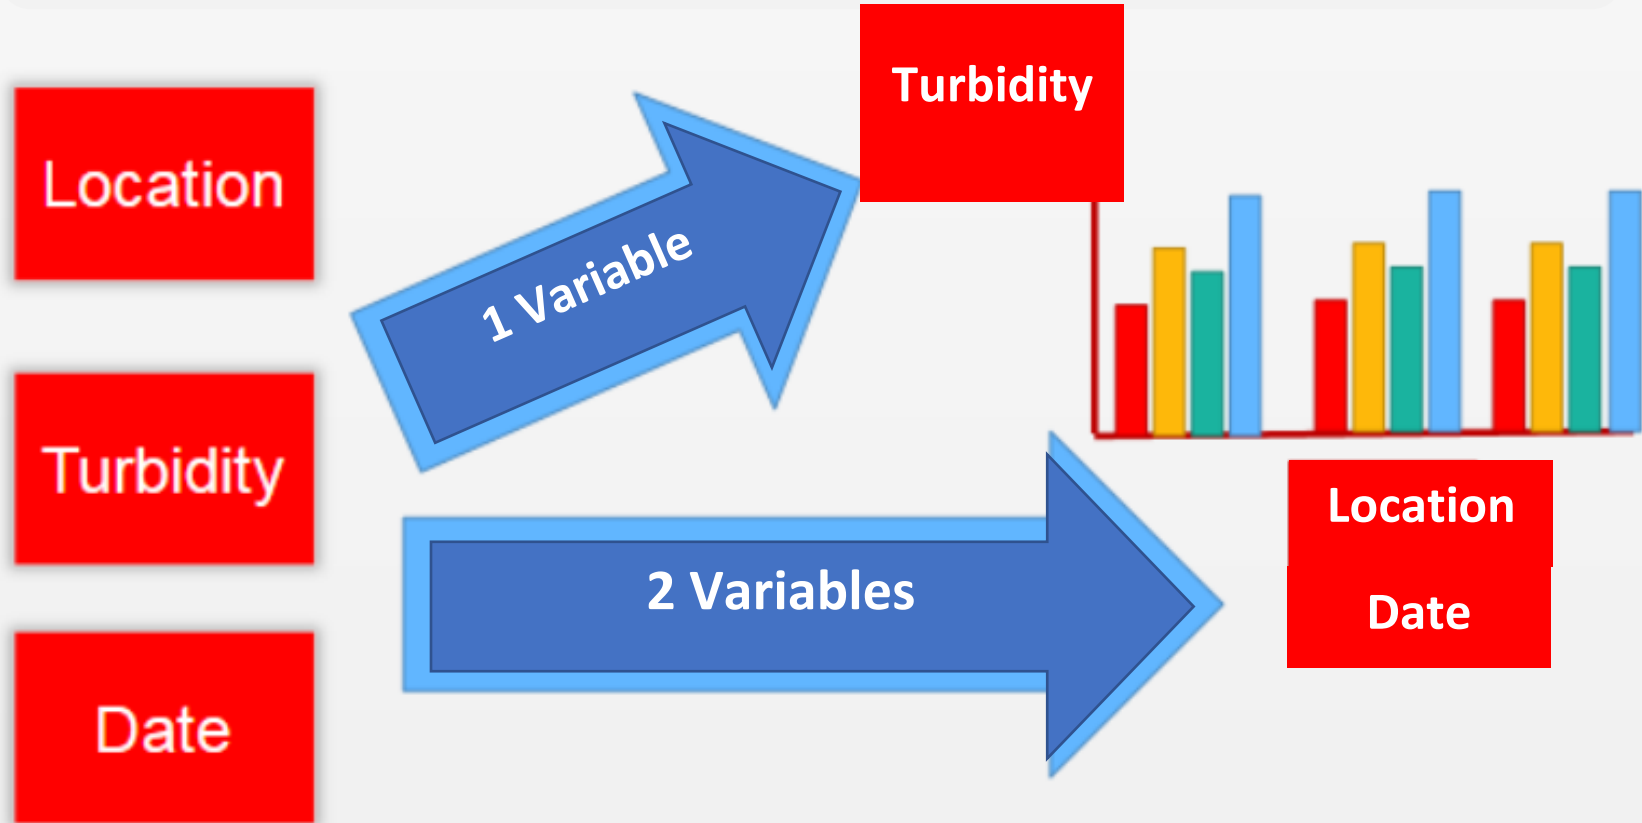 Location
Turbidity
Date
1 Variable
2 Variables
Turbidity
Location
Date